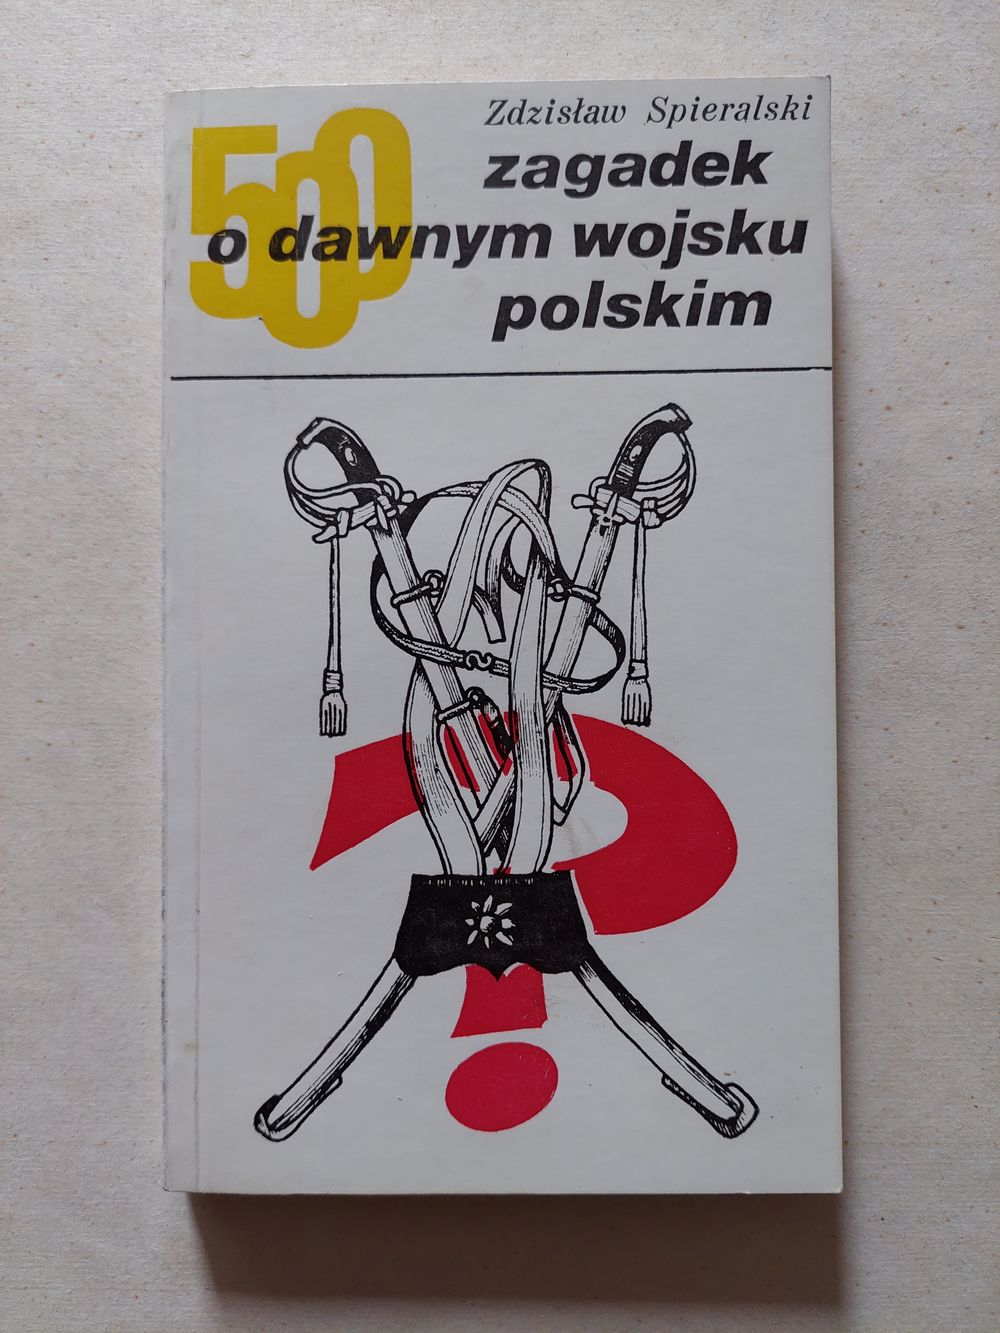 Zdzisław Spieralski
500 zagadek
o dawnym wojsku
polskim